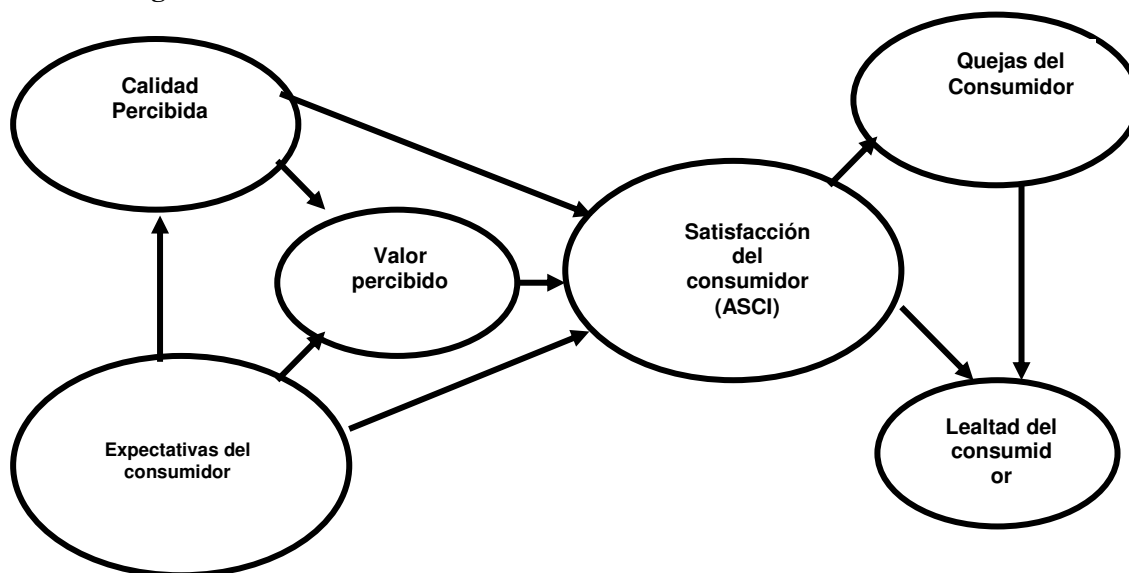 Calidad
Percibida
Quejas del
Consumidor
Valor
percibido
Satisfacción
del
consumidor
(ASCI)
Expectativas del
consumidor
Lealtad del
consumid
or